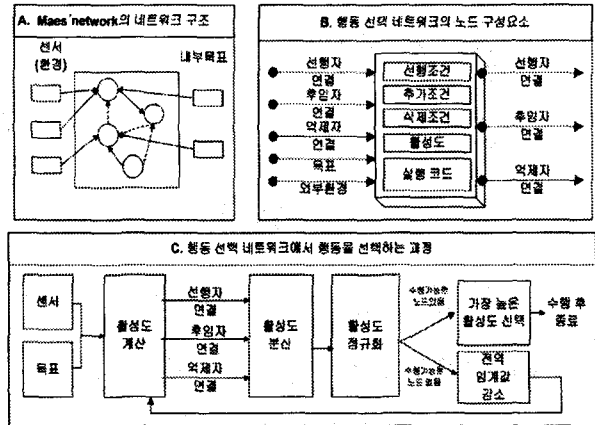 A. Maes'network의 네트워크 구조
센서
(환경)
내부목표
B. 행동 선택 네트워크의 노드 구성요소
선행자
연결
후임자
연결
억제자
연결
목표
외부환경
선행조건
추가조건
삭제조건
활성도
실행 코드
선행자
연결
후임자
연결
억제자
연결
C. 행동 선택 네트워크에서 행동을 선택하는 과정
센서
목표
활성도
계산
선행자
연결
후임자
연결
억제자
연결
활성도
분산
활성도
정규화
수행가능한
노드있음
수행가능한
노드없음
가장 높은
활성도 선택
수행 후
종료
전역
임계값
감소